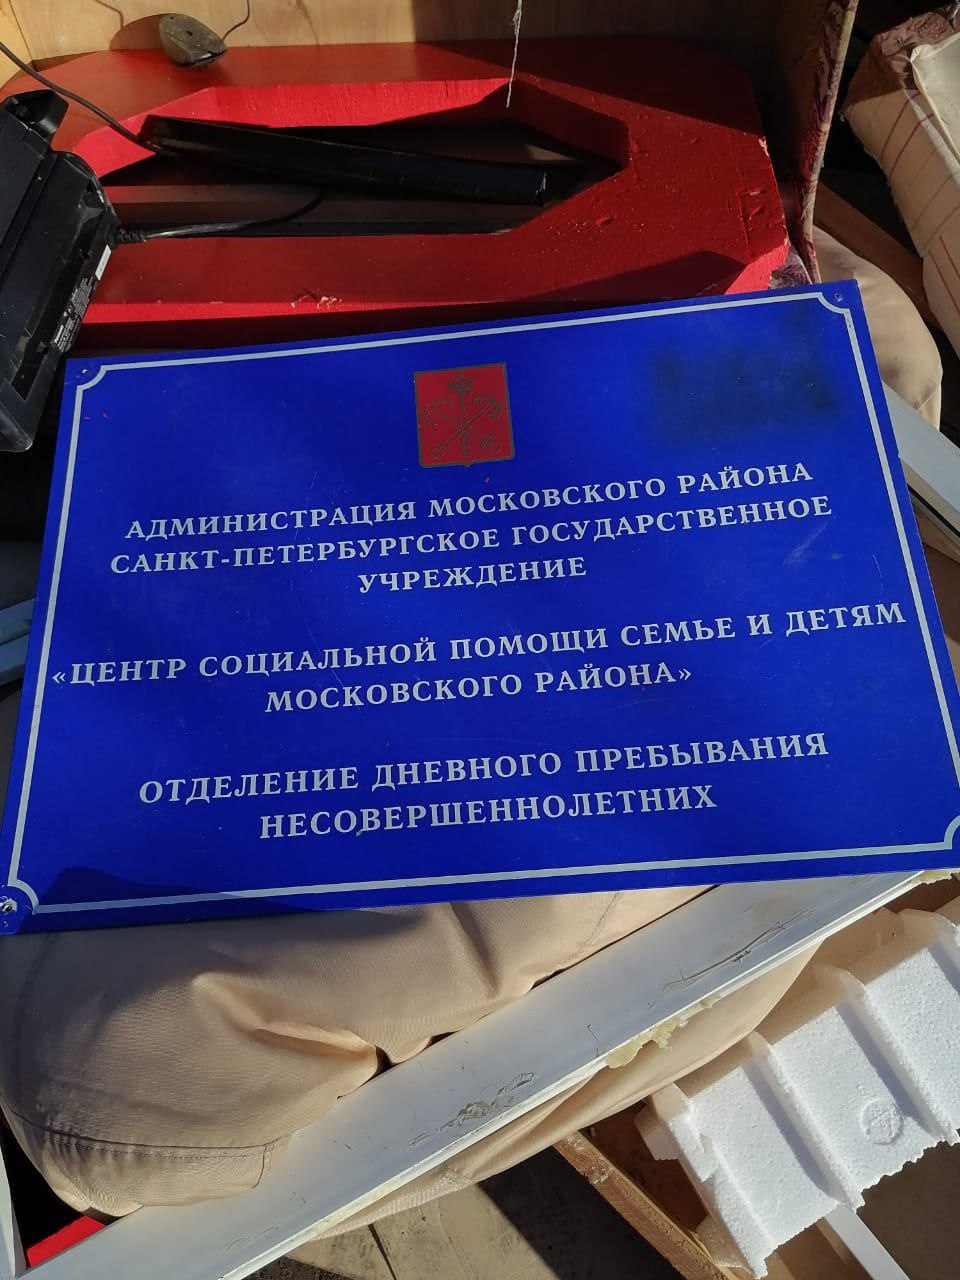 АДМИНИСТРАЦИЯ МОСКОВСКОГО РАЙОНА
САНКТ-ПЕТЕРБУРГСКОЕ ГОСУДАРСТВЕННОЕ
УЧРЕЖДЕНИЕ
«ЦЕНТР СОЦИАЛЬНОЙ ПОМОЩИ СЕМЬЕ И ДЕТЯМ
МОСКОВСКОГО РАЙОНА»
ОТДЕЛЕНИЕ ДНЕВНОГО ПРЕБЫВАНИЯ
НЕСОВЕРШЕННОЛЕТНИХ